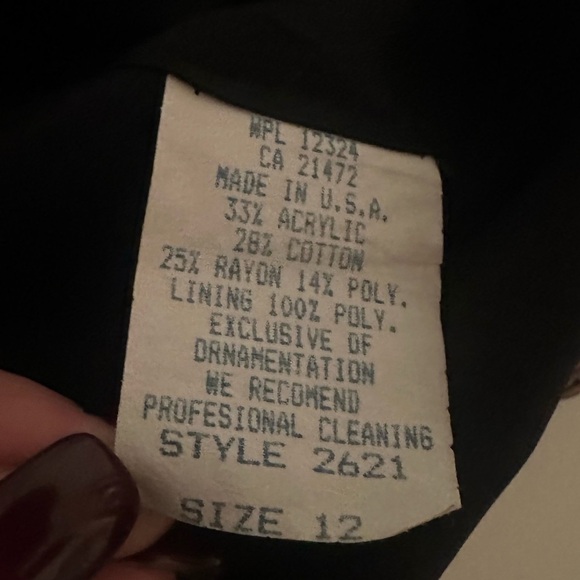 WPL 12324
CA 21472
MADE IN U.S.A.
33% ACRYLIC
28% COTTON
25% RAYON 14% POLY.
LINING 100% POLY.
EXCLUSIVE OF
ORNAMENTATION
WE RECOMEND
PROFESIONAL CLEANING
STYLE 2621
SIZE 12